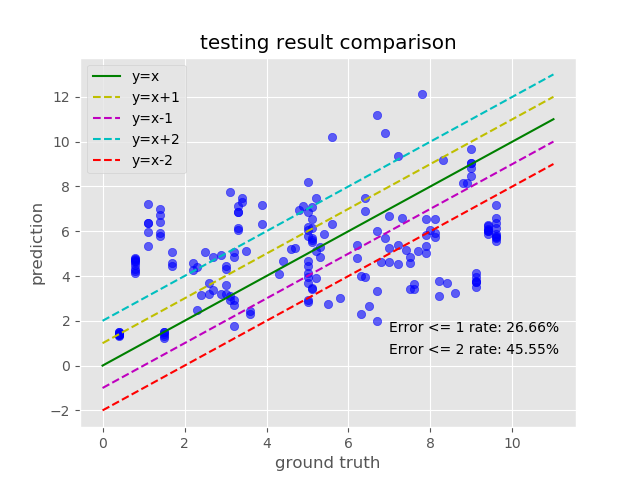 testing result comparison
y=x
y=x+1
y=x-1
y=x+2
y=x-2
12
10
8
6
4
2
0
−2
prediction
Error <= 1 rate: 26.66%
Error <= 2 rate: 45.55%
0 2 4 6 8 10
ground truth